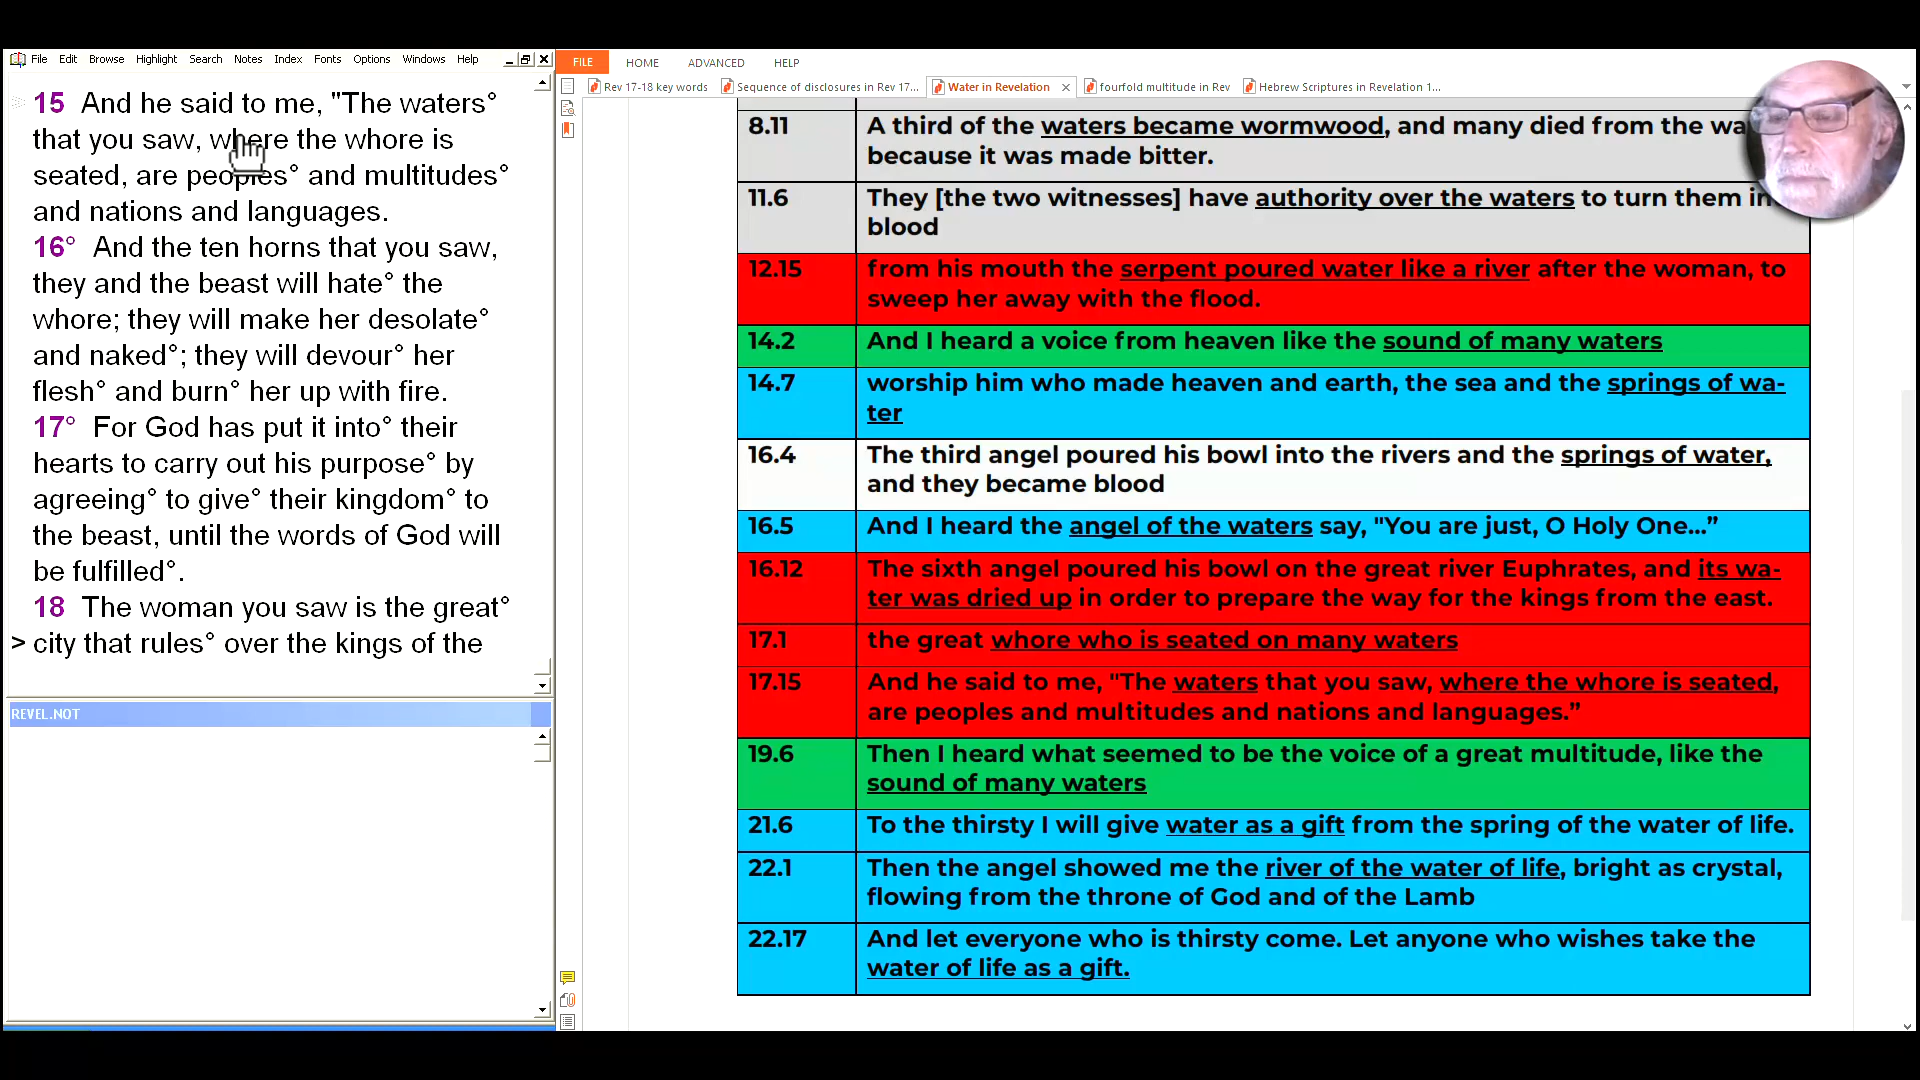 File Edit Browse Highlight Search Notes Index Fonts Options Windows Help
15 And he said to me, "The waters°
that you saw, where the whore is
seated, are peoples° and multitudes°
and nations and languages.
16° And the ten horns that you saw,
they and the beast will hate° the
whore; they will make her desolate°
and naked°; they will devour° her
flesh° and burn° her up with fire.
17° For God has put it into° their
hearts to carry out his purpose° by
agreeing° to give° their kingdom° to
the beast, until the words of God will
be fulfilled°.
18 The woman you saw is the great°
> city that rules° over the kings of the
REVEL.NOT
FILE HOME ADVANCED HELP
Rev 17-18 key words Sequence of disclosures in Rev 17... Water in Revelation fourfold multitude in Rev Hebrew Scriptures in Revelation 1...
8.11 A third of the waters became wormwood, and many died from the wa
because it was made bitter.
11.6 They [the two witnesses] have authority over the waters to turn them in
blood
12.15 from his mouth the serpent poured water like a river after the woman, to
sweep her away with the flood.
14.2 And I heard a voice from heaven like the sound of many waters
14.7 worship him who made heaven and earth, the sea and the springs of wa-
ter
16.4 The third angel poured his bowl into the rivers and the springs of water,
and they became blood
16.5 And I heard the angel of the waters say, "You are just, O Holy One…”
16.12 The sixth angel poured his bowl on the great river Euphrates, and its wa-
ter was dried up in order to prepare the way for the kings from the east.
17.1 the great whore who is seated on many waters
17.15 And he said to me, "The waters that you saw, where the whore is seated,
are peoples and multitudes and nations and languages.”
19.6 Then I heard what seemed to be the voice of a great multitude, like the
sound of many waters
21.6 To the thirsty I will give water as a gift from the spring of the water of life.
22.1 Then the angel showed me the river of the water of life, bright as crystal,
flowing from the throne of God and of the Lamb
22.17 And let everyone who is thirsty come. Let anyone who wishes take the
water of life as a gift.